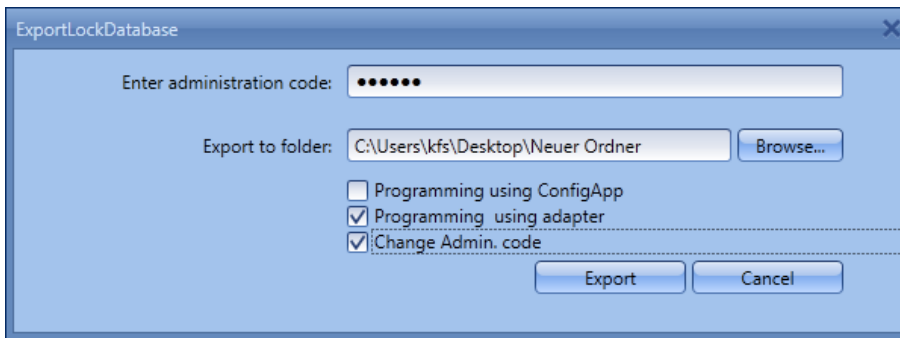 ExportLockDatabase
Enter administration code: ••••••
Export to folder: C:\Users\kfs\Desktop\Neuer Ordner Browse...
Programming using ConfigApp
Programming using adapter
Change Admin. code
Export Cancel